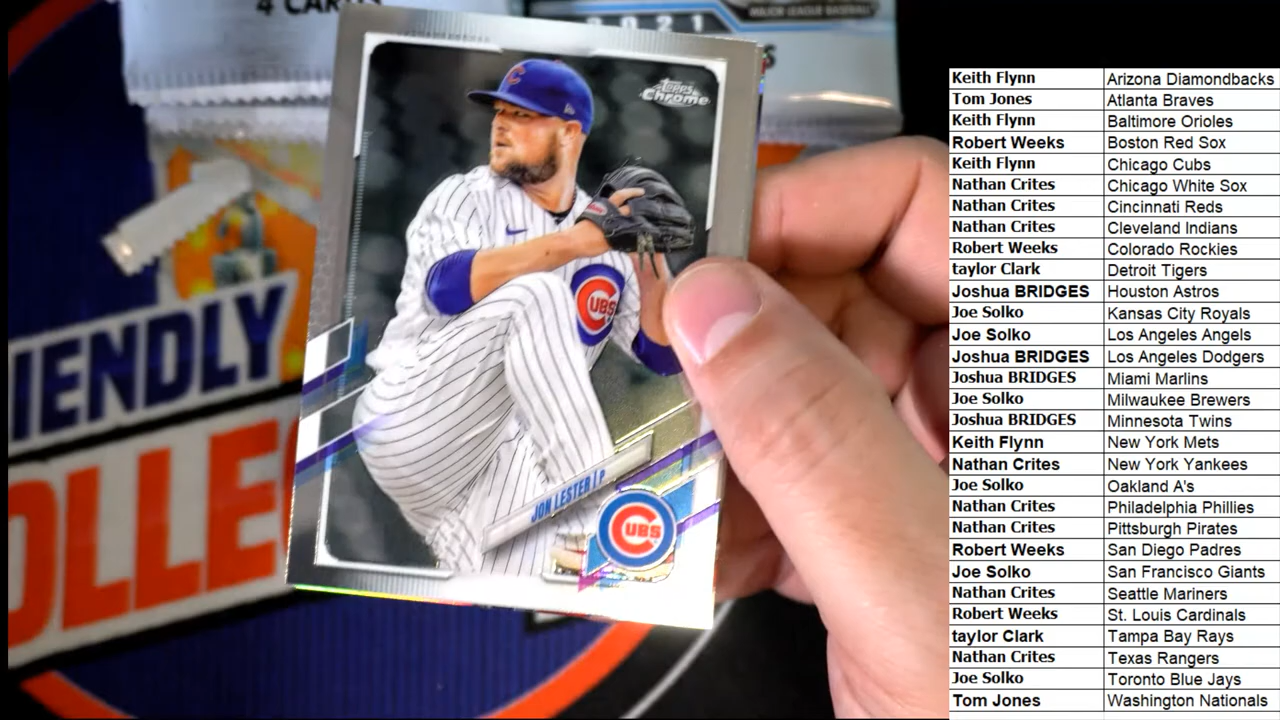 4 CARDS
2021
MAJOR LEAGUE BASEBALL
TOPPS
Chrome
C
CUBS
JON LESTER | P
CUBS
IENDLY
OLLE
Keith Flynn Arizona Diamondbacks
Tom Jones Atlanta Braves
Keith Flynn Baltimore Orioles
Robert Weeks Boston Red Sox
Keith Flynn Chicago Cubs
Nathan Crites Chicago White Sox
Nathan Crites Cincinnati Reds
Nathan Crites Cleveland Indians
Robert Weeks Colorado Rockies
taylor Clark Detroit Tigers
Joshua BRIDGES Houston Astros
Joe Solko Kansas City Royals
Joe Solko Los Angeles Angels
Joshua BRIDGES Los Angeles Dodgers
Joshua BRIDGES Miami Marlins
Joe Solko Milwaukee Brewers
Joshua BRIDGES Minnesota Twins
Keith Flynn New York Mets
Nathan Crites New York Yankees
Joe Solko Oakland A's
Nathan Crites Philadelphia Phillies
Nathan Crites Pittsburgh Pirates
Robert Weeks San Diego Padres
Joe Solko San Francisco Giants
Nathan Crites Seattle Mariners
Robert Weeks St. Louis Cardinals
taylor Clark Tampa Bay Rays
Nathan Crites Texas Rangers
Joe Solko Toronto Blue Jays
Tom Jones Washington Nationals